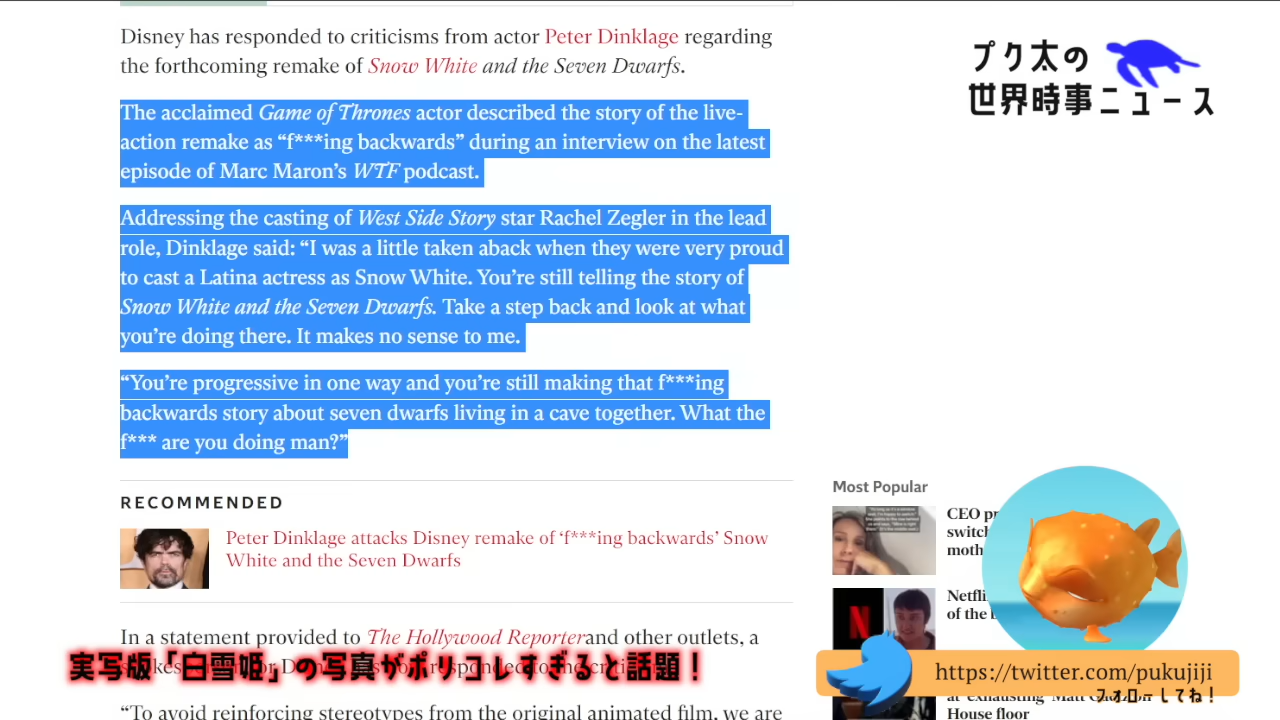 Disney has responded to criticisms from actor Peter Dinklage regarding
the forthcoming remake of Snow White and the Seven Dwarfs.
The acclaimed Game of Thrones actor described the story of the live-
action remake as “f***ing backwards” during an interview on the latest
episode of Marc Maron’s WTF podcast.
Addressing the casting of West Side Story star Rachel Zegler in the lead
role, Dinklage said: “I was a little taken aback when they were very proud
to cast a Latina actress as Snow White. You’re still telling the story of
Snow White and the Seven Dwarfs. Take a step back and look at what
you’re doing there. It makes no sense to me.
“You’re progressive in one way and you’re still making that f***ing
backwards story about seven dwarfs living in a cave together. What the
f*** are you doing man?”
RECOMMENDED
Peter Dinklage attacks Disney remake of ‘f***ing backwards’ Snow
White and the Seven Dwarfs
In a statement provided to The Hollywood Reporterand other outlets, a
実写版「白雪姫」の写真がポリコレすぎると話題！
“To avoid reinforcing stereotypes from the original animated film, we are
プク太の
世界時事ニュース
Most Popular
CEO
switc
moth
Netfli
of the
https://twitter.com/pukujiji
フォローしてね！
House floor